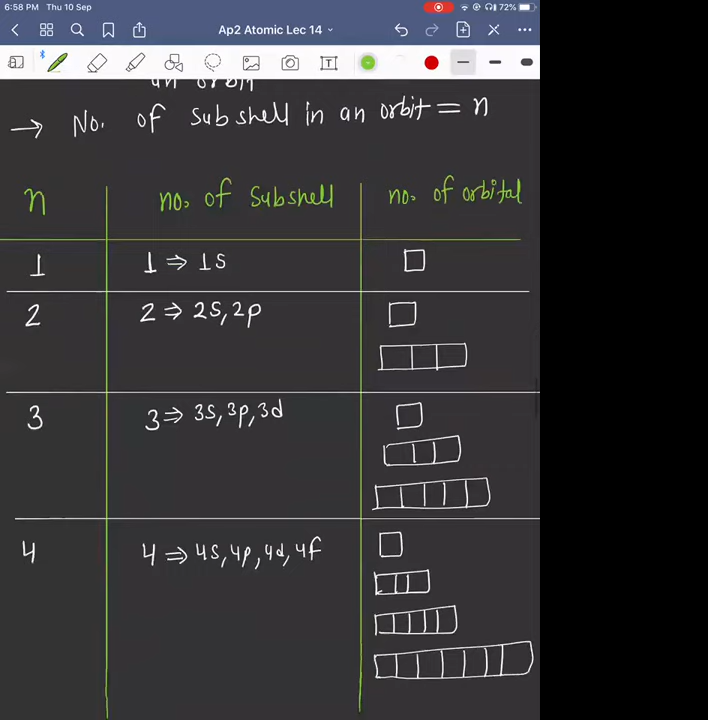 6:58 PM Thu 10 Sep 72%
Ap2 Atomic Lec 14
an orbit
→ No. of subshell in an orbit = n
n no. of Subshell no. of orbital
1 1 ⇒ 1s
2 2 ⇒ 2s, 2p
3 3 ⇒ 3s, 3p, 3d
4 4 ⇒ 4s, 4p, 4d, 4f